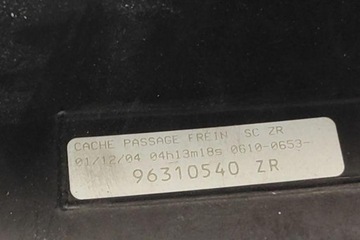 CACHE PASSAGE FREIN SC ZR
01/12/04 04h13m18s 0610-0653-
96310540 ZR